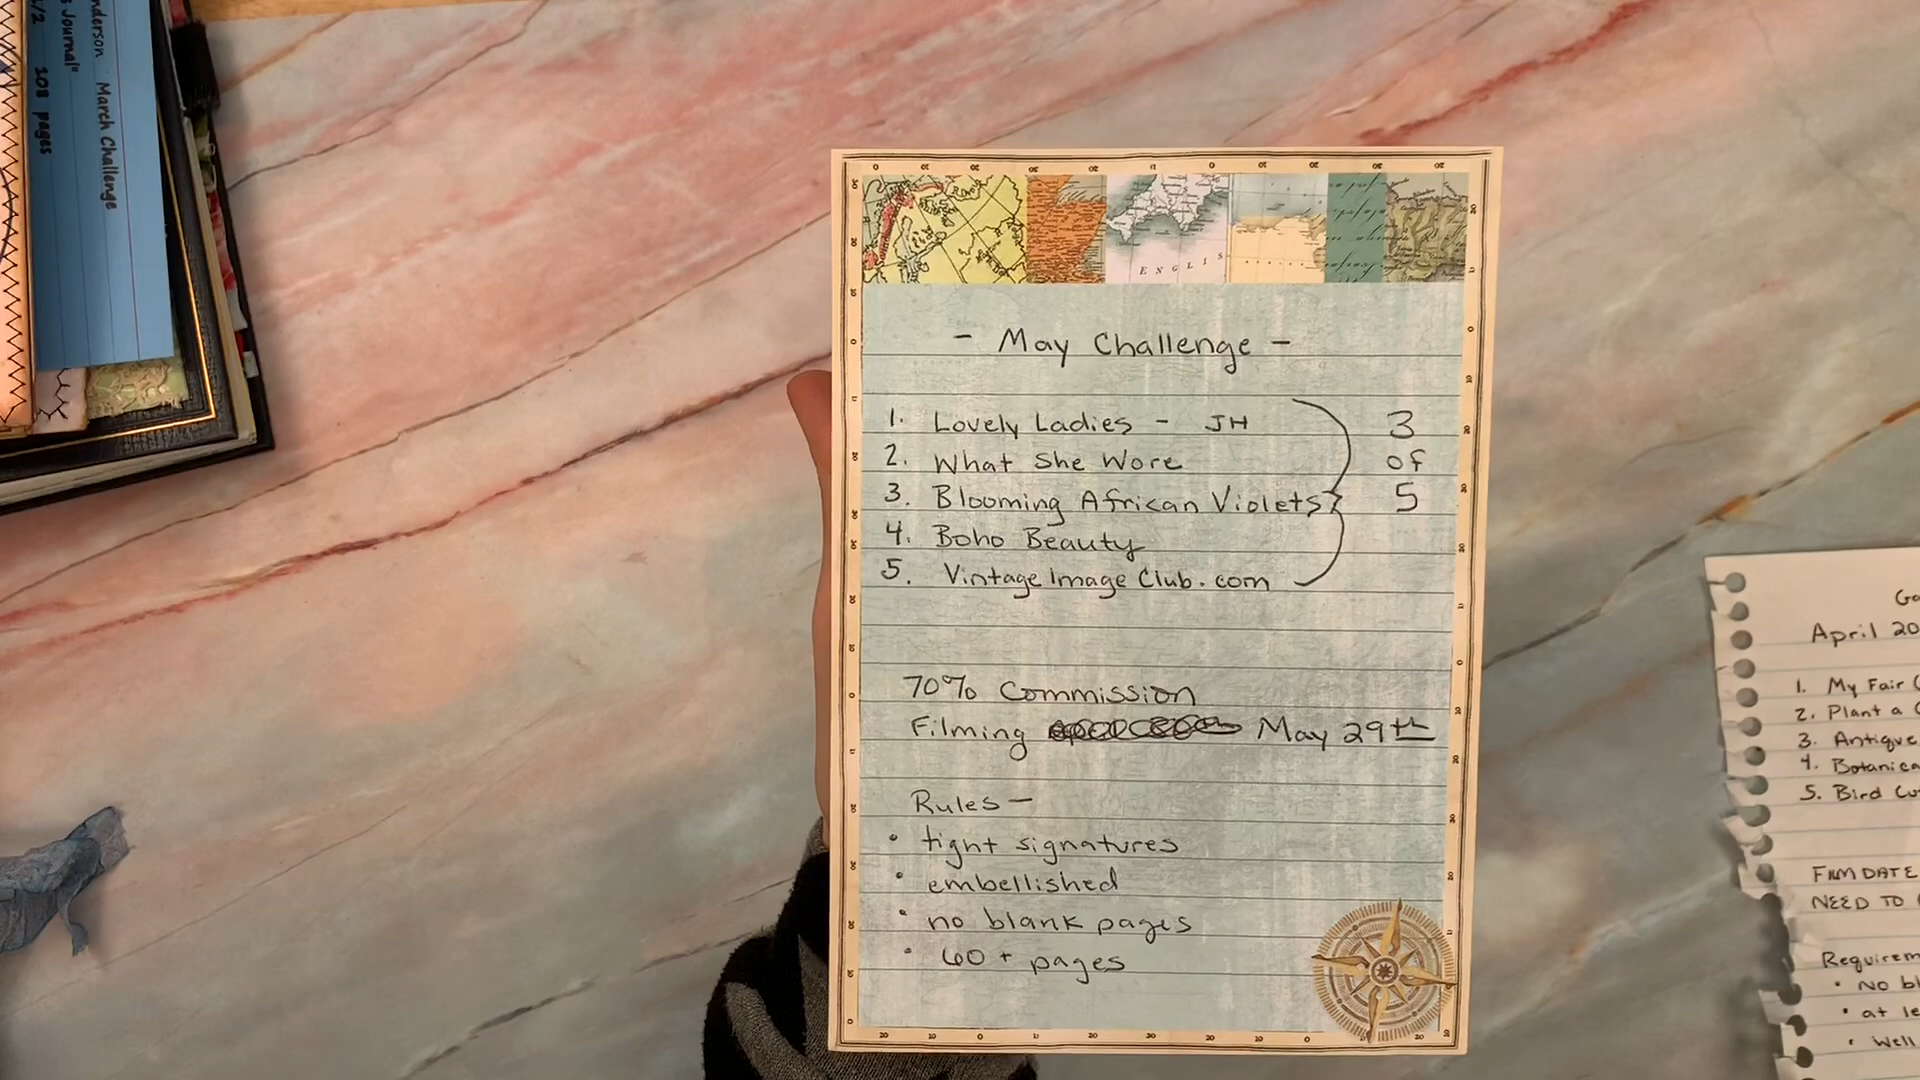 - May Challenge -
1. Lovely Ladies - JH
2. What She Wore
3. Blooming African Violets
4. Boho Beauty
5. Vintage Image Club.com
3
of
5
70% Commission
Filming May 29th
Rules-
• tight signatures
• embellished
• no blank pages
• 60+ pages
ENGLIS
March Challenge
Journal"
108 pages
April 20
1. My Fair
2. Plant a
3. Antique
4. Botanica
5. Bird Cu
FILM DATE
NEED TO
Requirem
• No bl
• at le
• Well